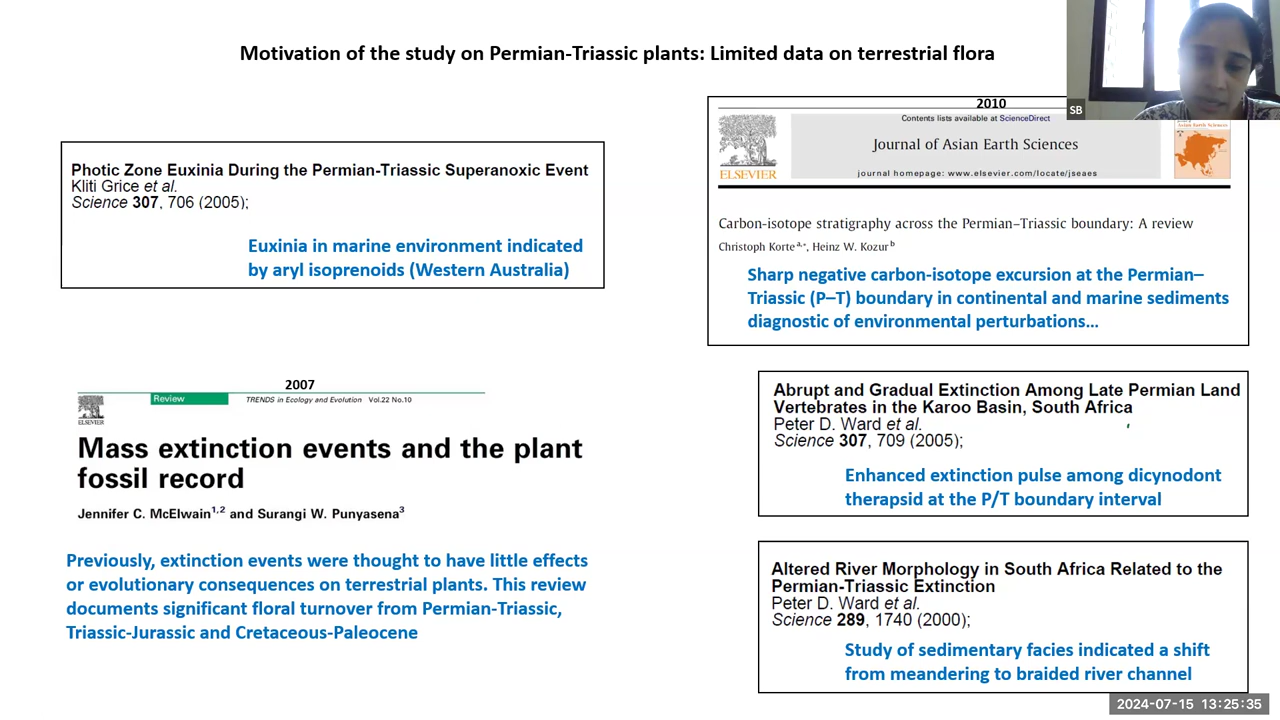 Motivation of the study on Permian-Triassic plants: Limited data on terrestrial flora
SB
Photic Zone Euxinia During the Permian-Triassic Superanoxic Event
Kliti Grice et al.
Science 307, 706 (2005);
Euxinia in marine environment indicated
by aryl isoprenoids (Western Australia)
2010
Contents lists available at ScienceDirect
Journal of Asian Earth Sciences
journal homepage: www.elsevier.com/locate/jseaes
ELSEVIER
Asian Earth Sciences
Carbon-isotope stratigraphy across the Permian–Triassic boundary: A review
Christoph Korte a,*, Heinz W. Kozur b
Sharp negative carbon-isotope excursion at the Permian–
Triassic (P–T) boundary in continental and marine sediments
diagnostic of environmental perturbations…
2007
Review
TRENDS in Ecology and Evolution Vol.22 No.10
ELSEVIER
Mass extinction events and the plant
fossil record
Jennifer C. McElwain1,2 and Surangi W. Punyasena3
Previously, extinction events were thought to have little effects
or evolutionary consequences on terrestrial plants. This review
documents significant floral turnover from Permian-Triassic,
Triassic-Jurassic and Cretaceous-Paleocene
Abrupt and Gradual Extinction Among Late Permian Land
Vertebrates in the Karoo Basin, South Africa
Peter D. Ward et al.
Science 307, 709 (2005);
Enhanced extinction pulse among dicynodont
therapsid at the P/T boundary interval
Altered River Morphology in South Africa Related to the
Permian-Triassic Extinction
Peter D. Ward et al.
Science 289, 1740 (2000);
Study of sedimentary facies indicated a shift
from meandering to braided river channel
2024-07-15 13:25:35